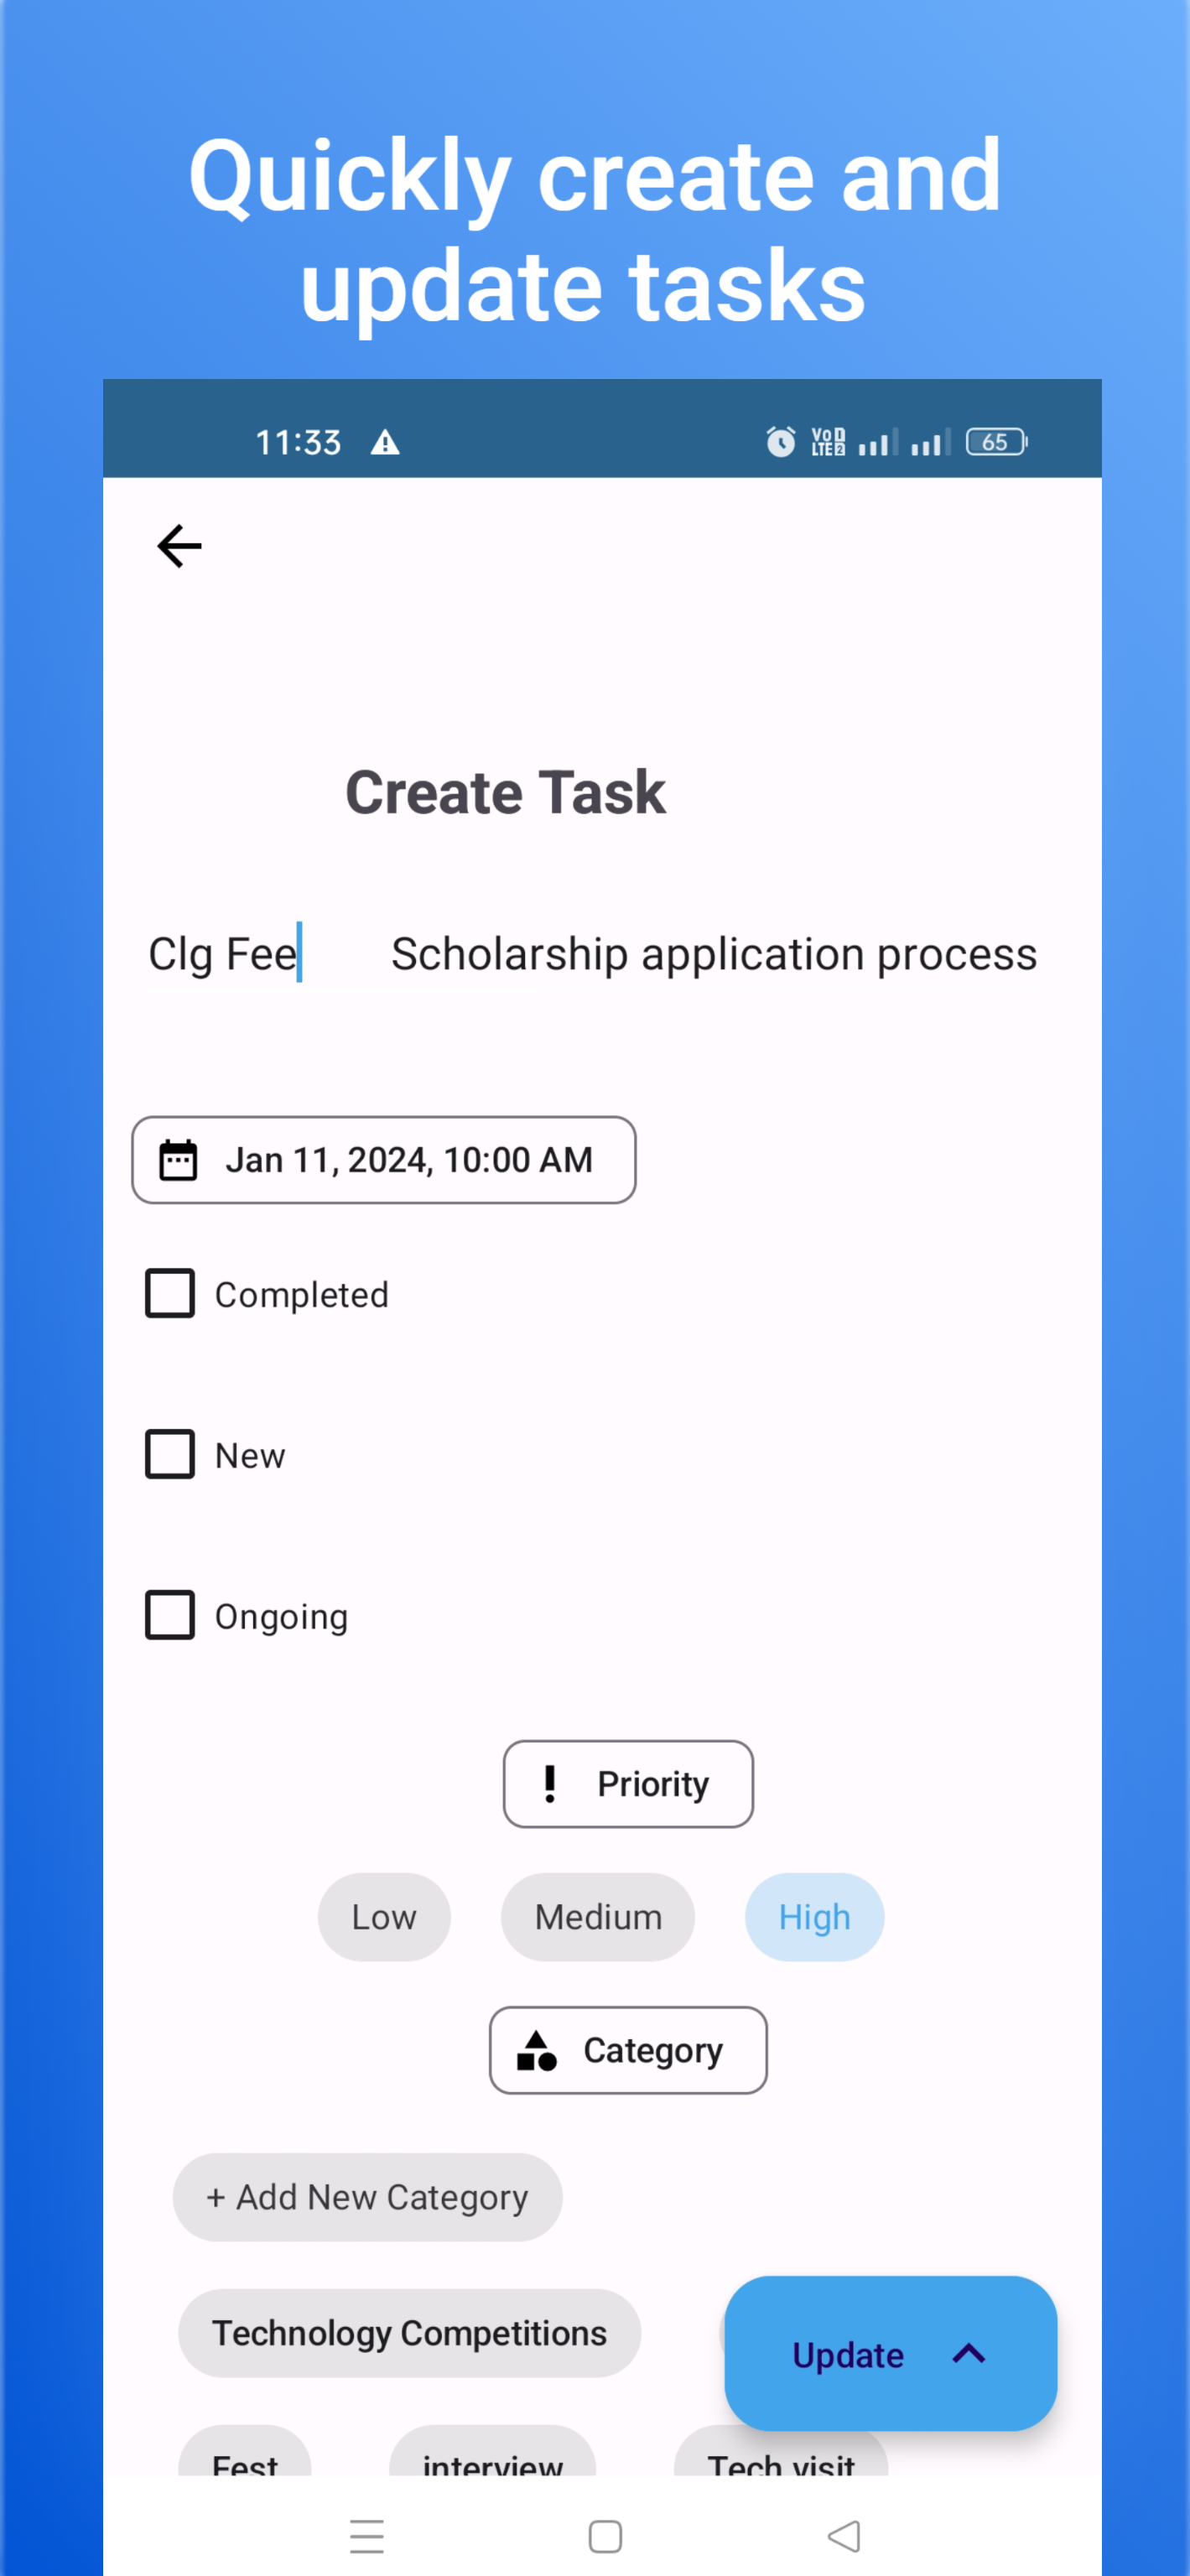 Quickly create and
update tasks
11:33
VoD
LTE2
65
Create Task
Clg Fee
Scholarship application process
Jan 11, 2024, 10:00 AM
Completed
New
Ongoing
Priority
Low
Medium
High
Category
+ Add New Category
Technology Competitions
Update
Fest
interview
Tech visit